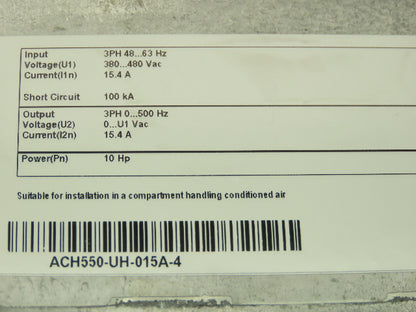 Input 3PH 48...63 Hz
Voltage(U1) 380...480 Vac
Current(I1n) 15.4 A
Short Circuit 100 kA
Output 3PH 0...500 Hz
Voltage(U2) 0...U1 Vac
Current(I2n) 15.4 A
Power(Pn) 10 Hp
Suitable for installation in a compartment handling conditioned air
ACH550-UH-015A-4